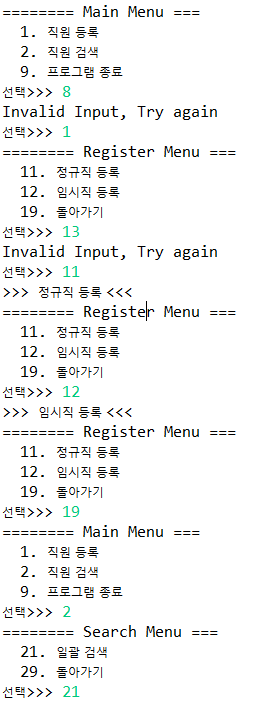 ======== Main Menu ===
1. 직원 등록
2. 직원 검색
9. 프로그램 종료
선택>>> 8
Invalid Input, Try again
선택>>> 1
======== Register Menu ===
11. 정규직 등록
12. 임시직 등록
19. 돌아가기
선택>>> 13
Invalid Input, Try again
선택>>> 11
>>> 정규직 등록 <<<
======== Register Menu ===
11. 정규직 등록
12. 임시직 등록
19. 돌아가기
선택>>> 12
>>> 임시직 등록 <<<
======== Register Menu ===
11. 정규직 등록
12. 임시직 등록
19. 돌아가기
선택>>> 19
======== Main Menu ===
1. 직원 등록
2. 직원 검색
9. 프로그램 종료
선택>>> 2
======== Search Menu ===
21. 일괄 검색
29. 돌아가기
선택>>> 21